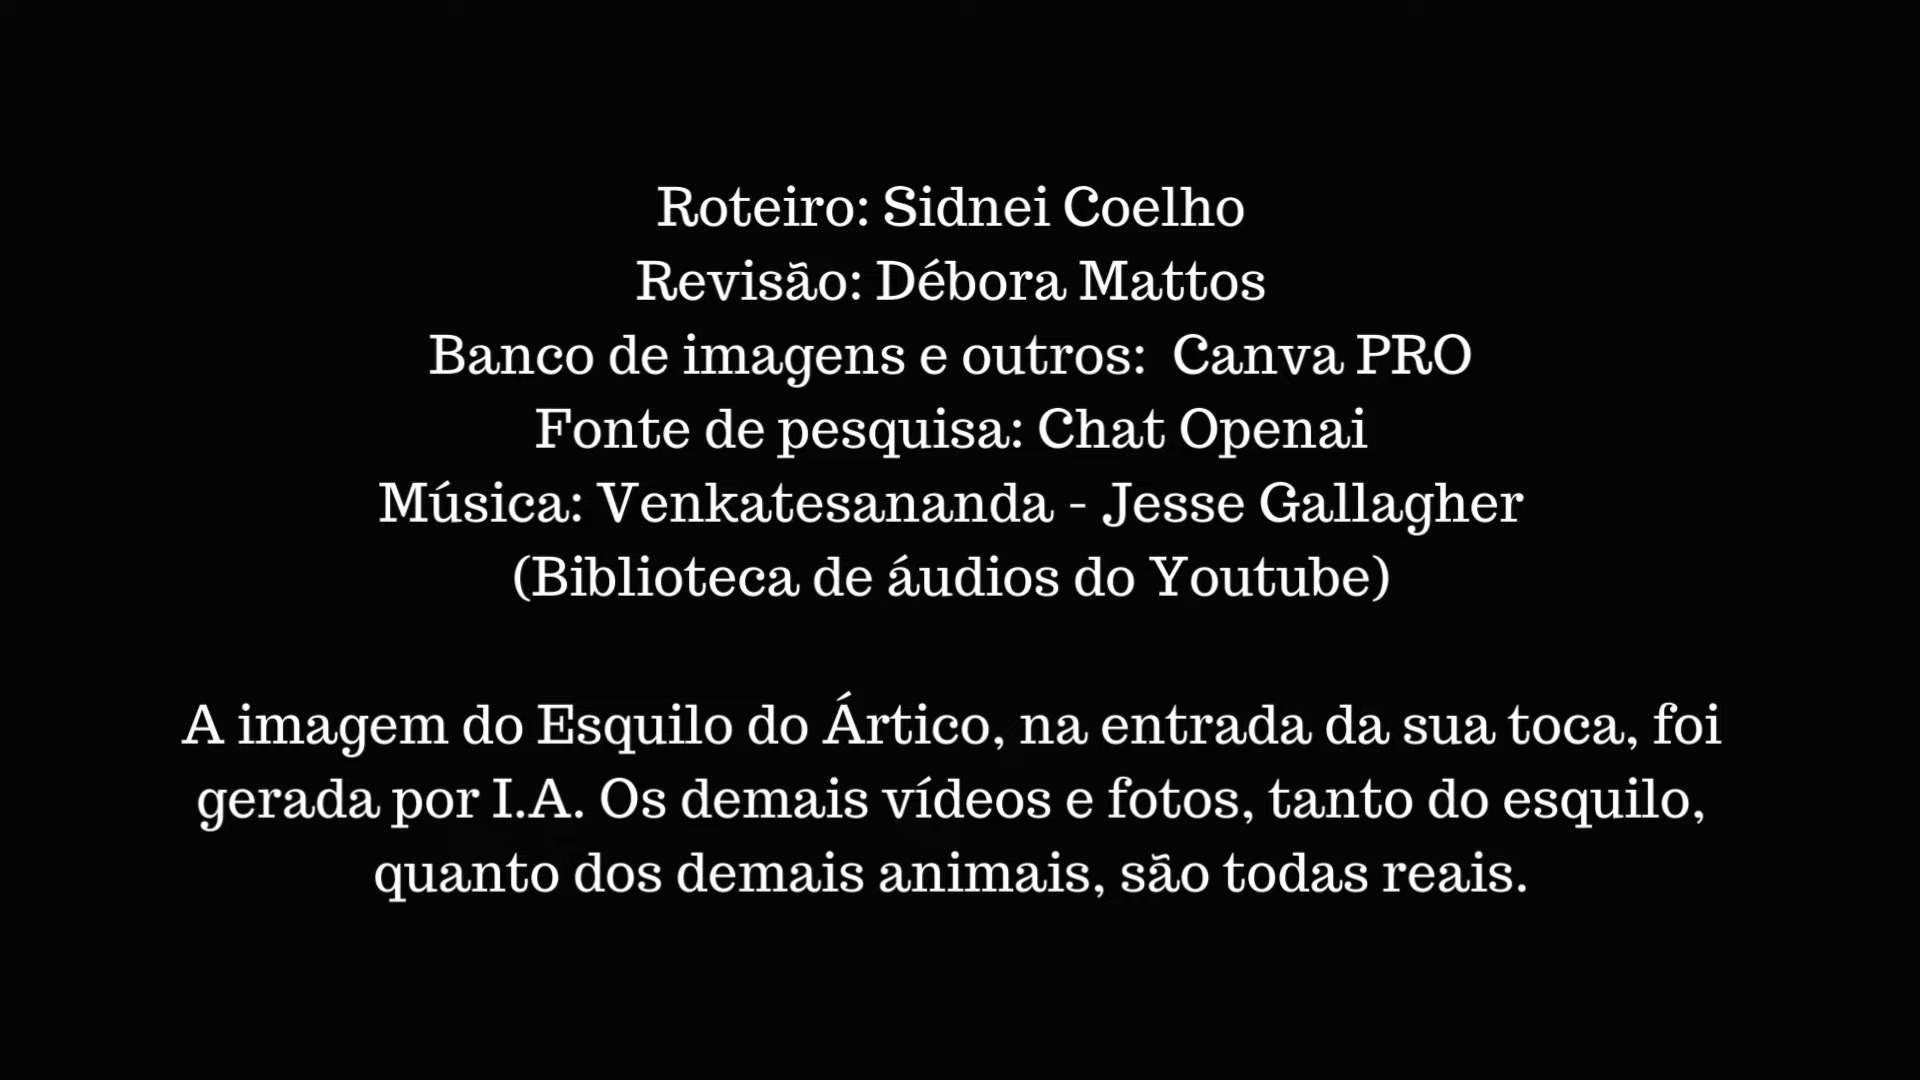 Roteiro: Sidnei Coelho
Revisão: Débora Mattos
Banco de imagens e outros: Canva PRO
Fonte de pesquisa: Chat Openai
Música: Venkatesananda - Jesse Gallagher
(Biblioteca de áudios do Youtube)
A imagem do Esquilo do Ártico, na entrada da sua toca, foi
gerada por I.A. Os demais vídeos e fotos, tanto do esquilo,
quanto dos demais animais, são todas reais.